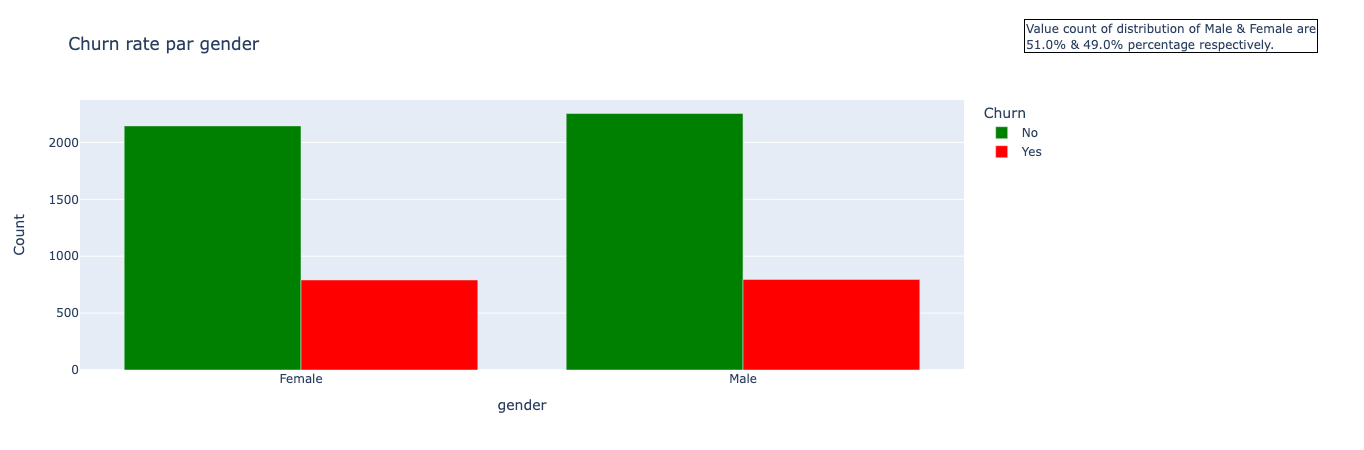 Churn rate par gender
Value count of distribution of Male & Female are
51.0% & 49.0% percentage respectively.
Churn
No
Yes
Count
2000
1500
1000
500
0
Female
Male
gender